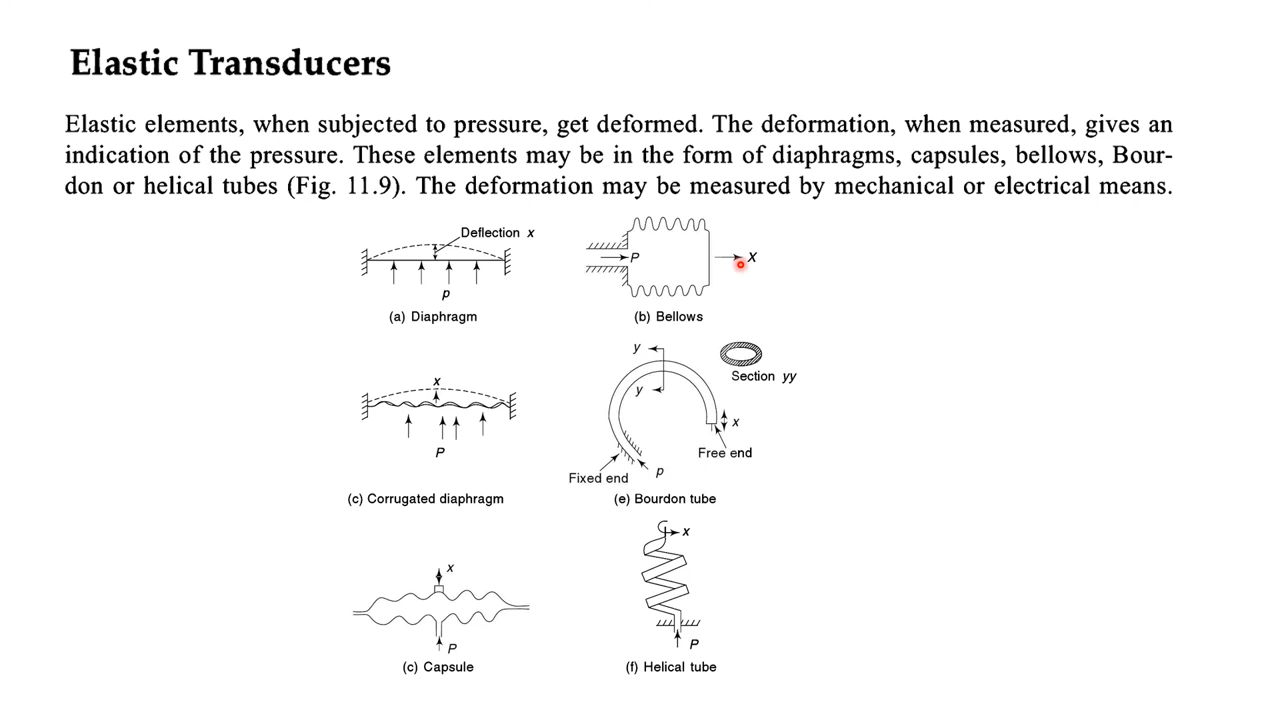 Elastic Transducers
Elastic elements, when subjected to pressure, get deformed. The deformation, when measured, gives an
indication of the pressure. These elements may be in the form of diaphragms, capsules, bellows, Bour-
don or helical tubes (Fig. 11.9). The deformation may be measured by mechanical or electrical means.
Deflection x
p
(a) Diaphragm
P
X
(b) Bellows
x
P
(c) Corrugated diaphragm
y
y
Section yy
x
Free end
Fixed end
p
(e) Bourdon tube
x
P
(c) Capsule
x
P
(f) Helical tube